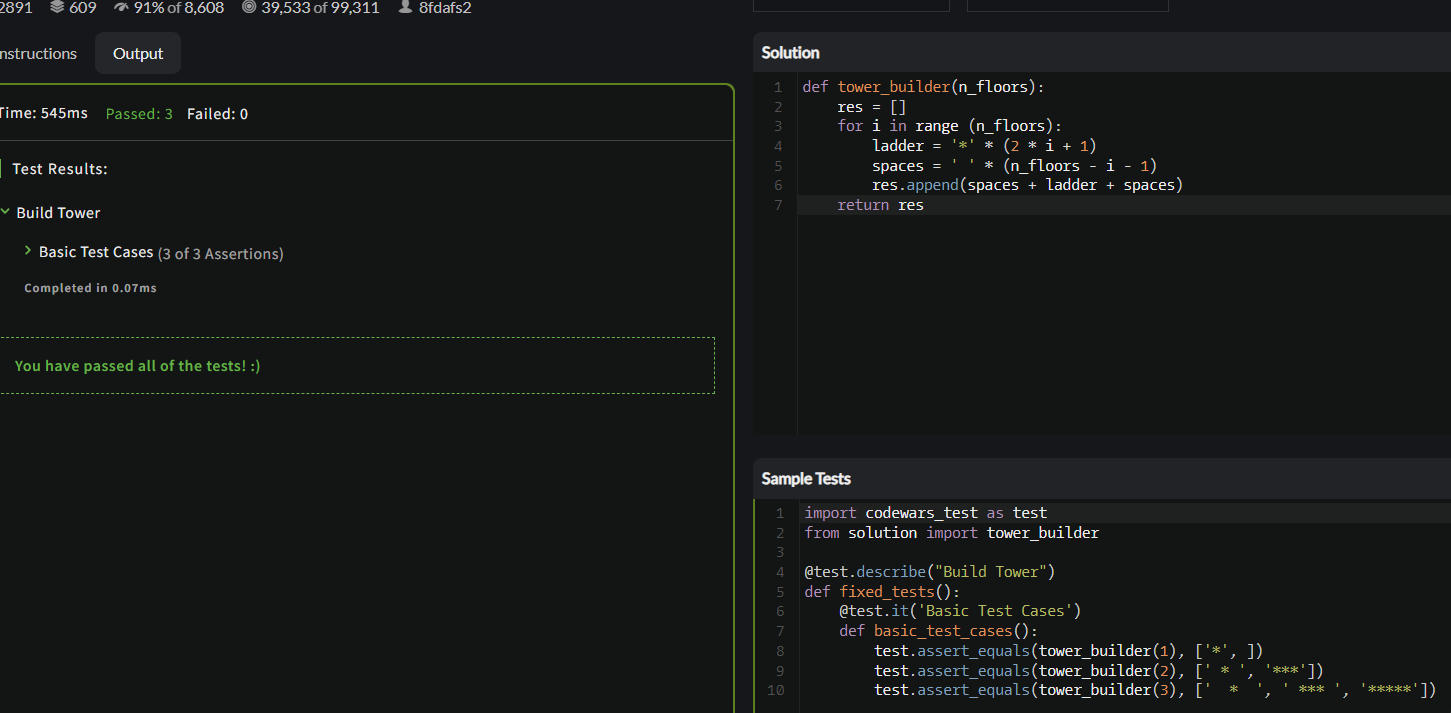 2891 609 91% of 8,608 39,533 of 99,311 8fdafs2
nstructions Output
Time: 545ms Passed: 3 Failed: 0
Test Results:
Build Tower
Basic Test Cases (3 of 3 Assertions)
Completed in 0.07ms
You have passed all of the tests! :)
Solution
1 def tower_builder(n_floors):
2     res = []
3     for i in range (n_floors):
4         ladder = '*' * (2 * i + 1)
5         spaces = ' ' * (n_floors - i - 1)
6         res.append(spaces + ladder + spaces)
7     return res
Sample Tests
1 import codewars_test as test
2 from solution import tower_builder
3
4 @test.describe("Build Tower")
5 def fixed_tests():
6     @test.it('Basic Test Cases')
7     def basic_test_cases():
8         test.assert_equals(tower_builder(1), ['*', ])
9         test.assert_equals(tower_builder(2), [' * ', '***'])
10         test.assert_equals(tower_builder(3), ['  *  ', ' *** ', '*****'])